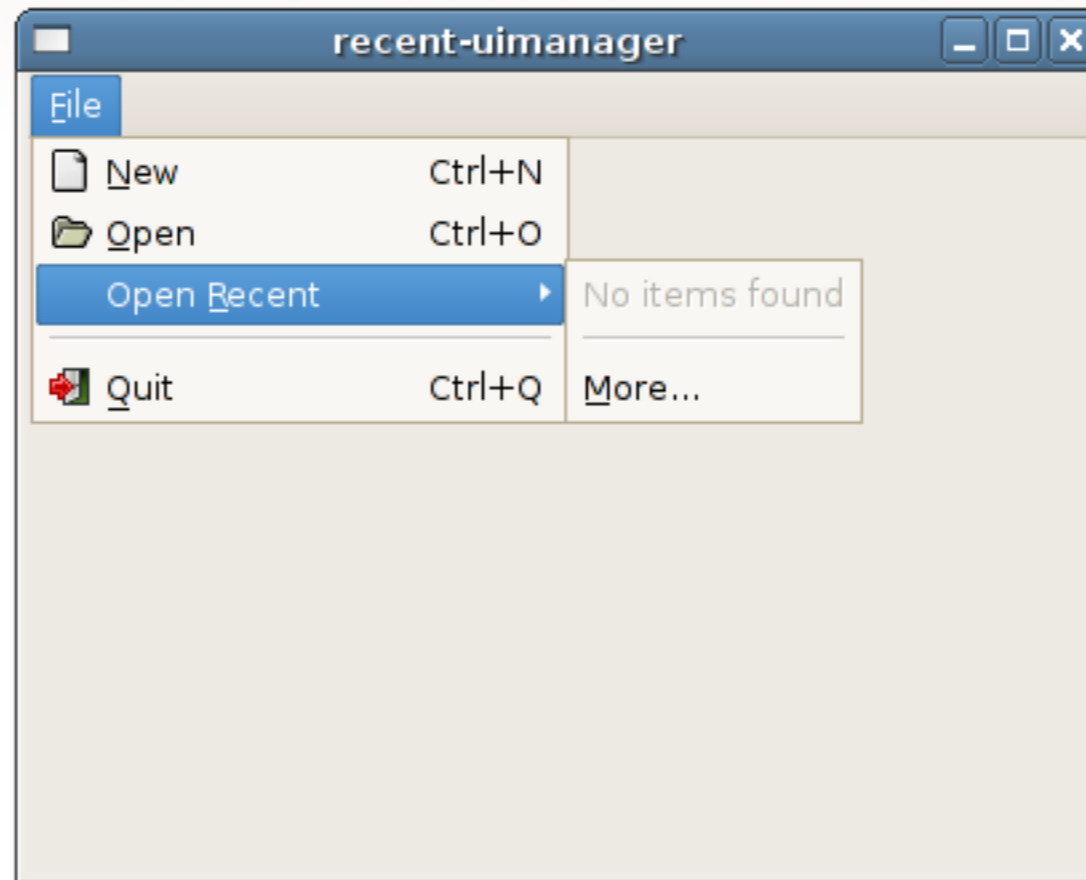 recent-uimanager
File
New Ctrl+N
Open Ctrl+O
Open Recent No items found
Quit Ctrl+Q More...